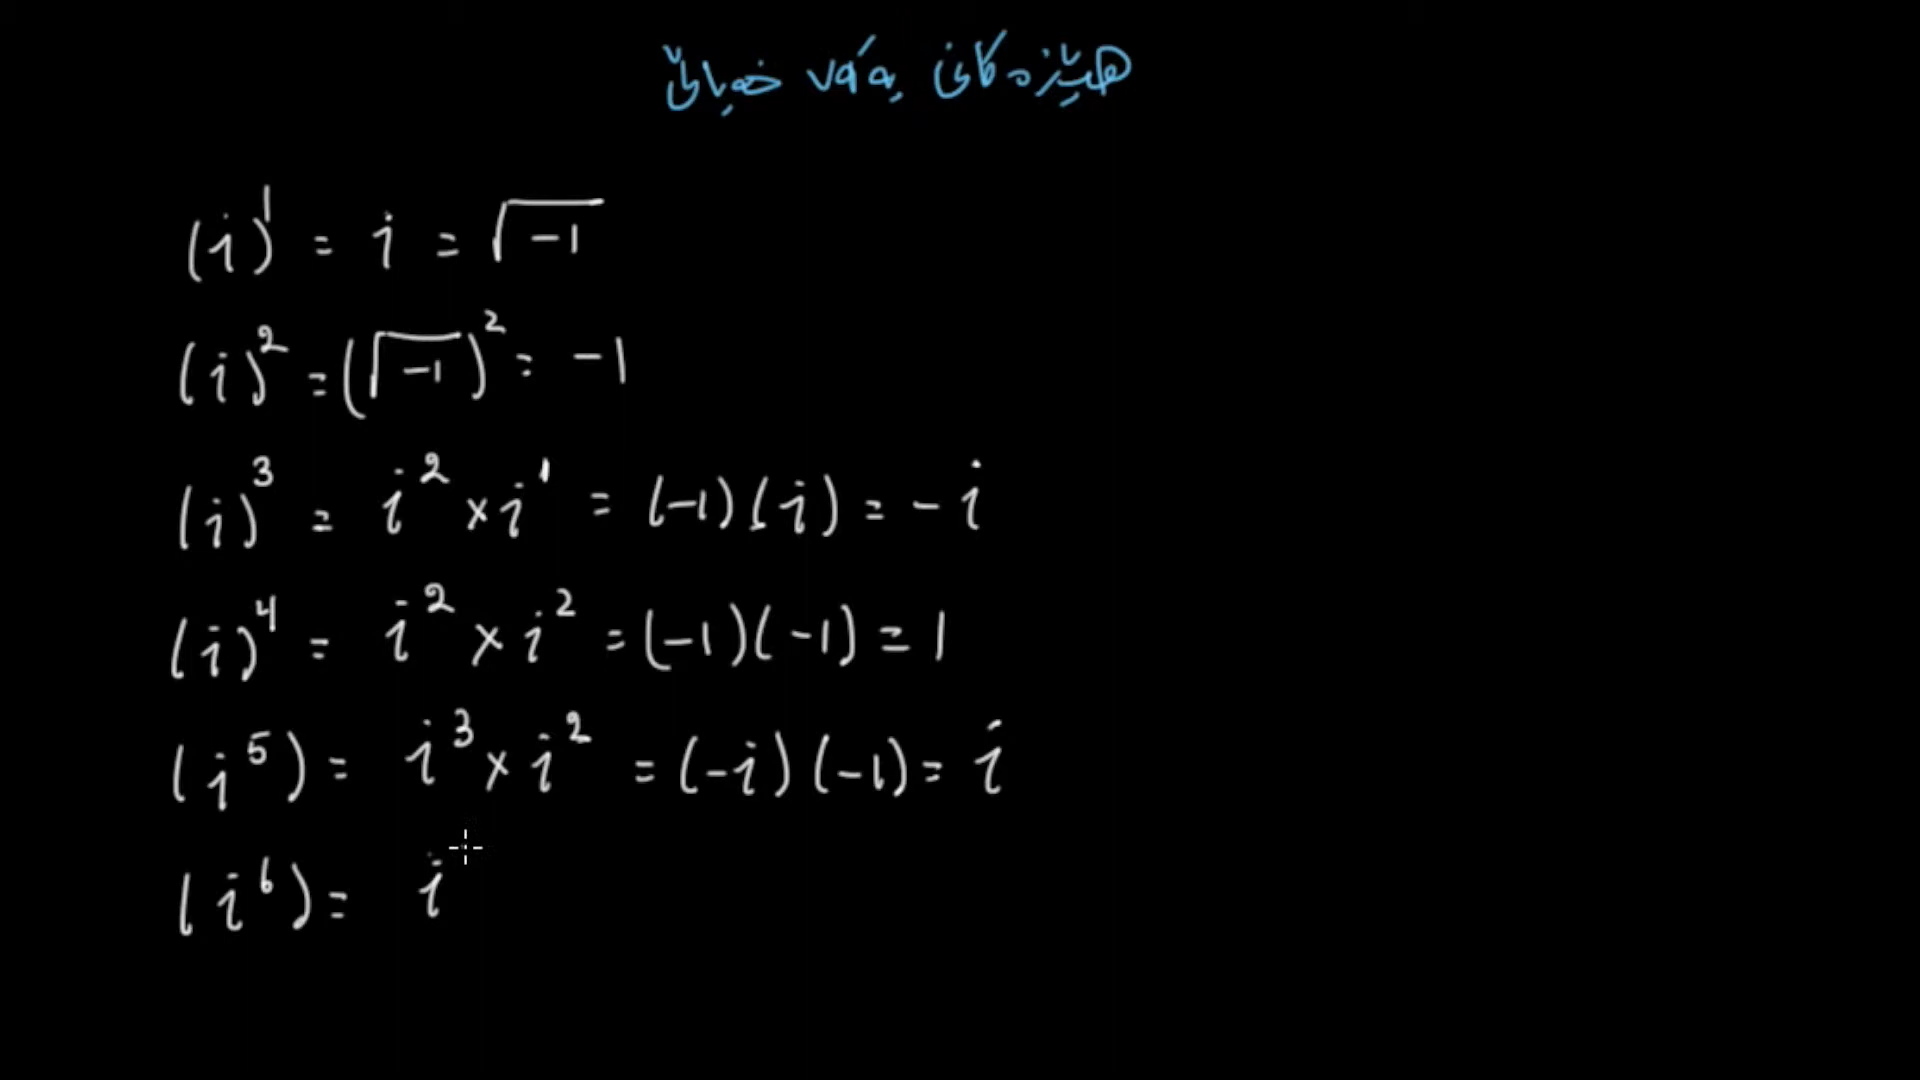 هێزەکانی یەکەی خەیاڵی
(i)¹ = i = √-1
(i)² = (√-1)² = -1
(i)³ = i² × i¹ = (-1)(i) = -i
(i)⁴ = i² × i² = (-1)(-1) = 1
(i⁵) = i³ × i² = (-i)(-1) = i
(i⁶) = i